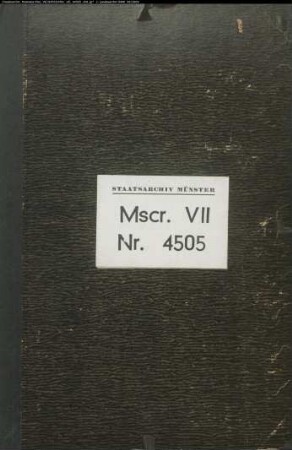 STAATSARCHIV MÜNSTER
Mscr. VII
Nr. 4505